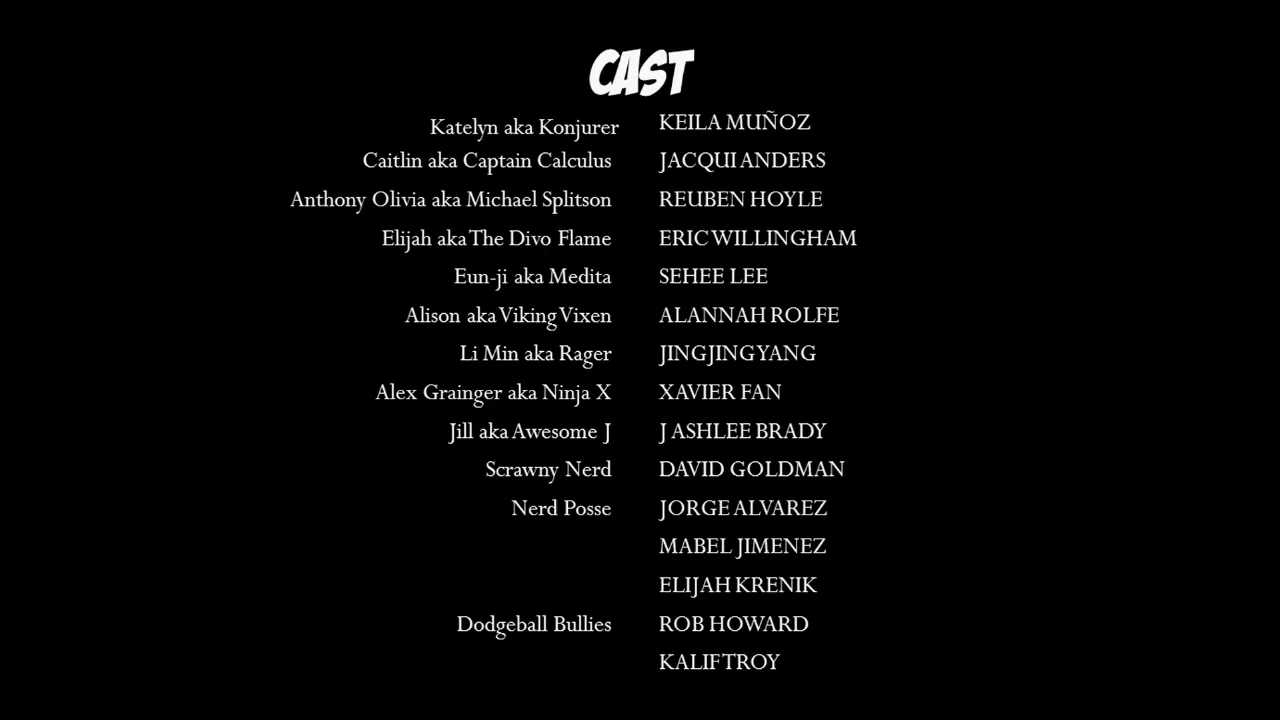 CAST
Katelyn aka Konjurer KEILA MUÑOZ
Caitlin aka Captain Calculus JACQUI ANDERS
Anthony Olivia aka Michael Splitson REUBEN HOYLE
Elijah aka The Divo Flame ERIC WILLINGHAM
Eun-ji aka Medita SEHEE LEE
Alison aka Viking Vixen ALANNAH ROLFE
Li Min aka Rager JINGJING YANG
Alex Grainger aka Ninja X XAVIER FAN
Jill aka Awesome J J ASHLEE BRADY
Scrawny Nerd DAVID GOLDMAN
Nerd Posse JORGE ALVAREZ
MABEL JIMENEZ
ELIJAH KRENIK
Dodgeball Bullies ROB HOWARD
KALIF TROY